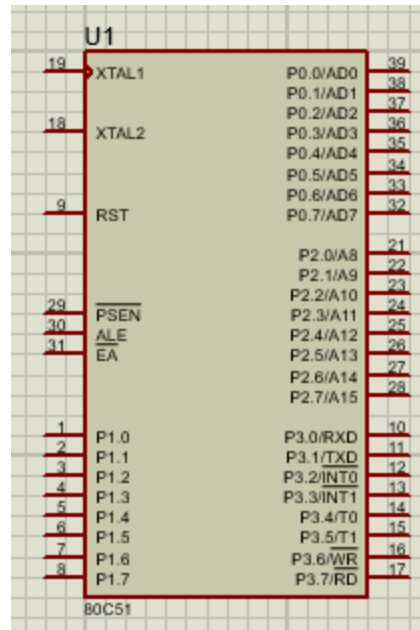 U1
19 XTAL1 P0.0/AD0 39
P0.1/AD1 38
P0.2/AD2 37
18 XTAL2 P0.3/AD3 36
P0.4/AD4 35
P0.5/AD5 34
P0.6/AD6 33
9 RST P0.7/AD7 32
P2.0/A8 21
P2.1/A9 22
P2.2/A10 23
29 PSEN P2.3/A11 24
30 ALE P2.4/A12 25
31 EA P2.5/A13 26
P2.6/A14 27
P2.7/A15 28
1 P1.0 P3.0/RXD 10
2 P1.1 P3.1/TXD 11
3 P1.2 P3.2/INT0 12
4 P1.3 P3.3/INT1 13
5 P1.4 P3.4/T0 14
6 P1.5 P3.5/T1 15
7 P1.6 P3.6/WR 16
8 P1.7 P3.7/RD 17
80C51